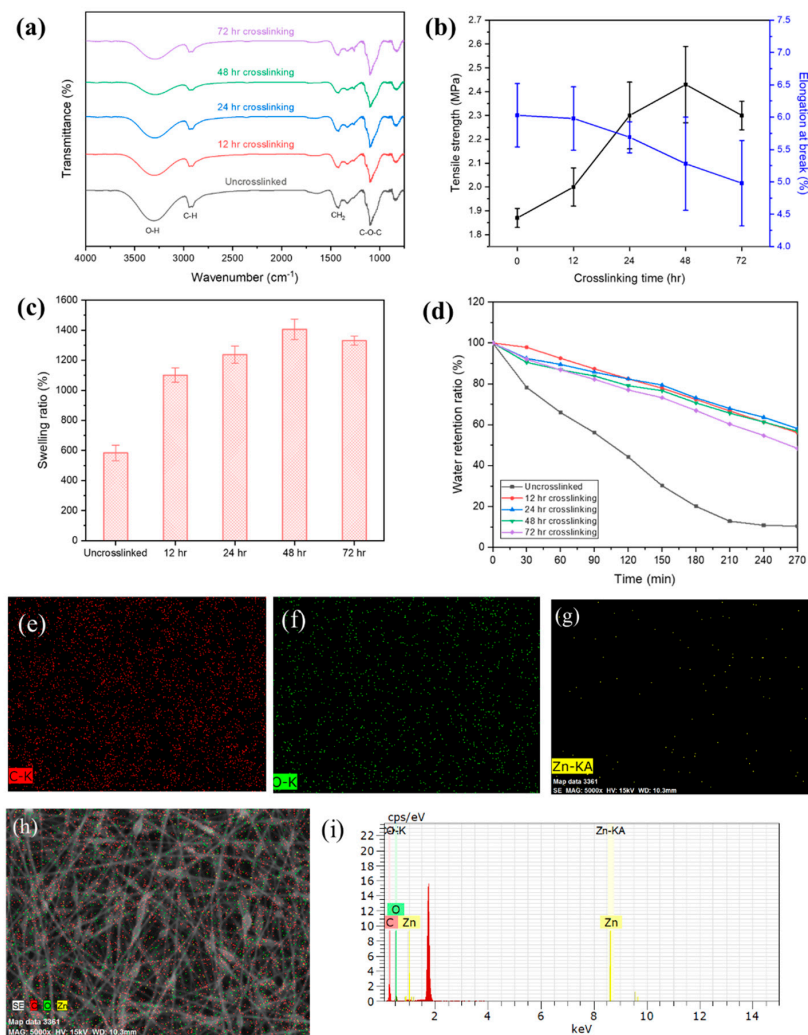 (a)
72 hr crosslinking
48 hr crosslinking
24 hr crosslinking
12 hr crosslinking
Uncrosslinked
O-H
C-H
CH2
C-O-C
Transmittance (%)
4000 3500 3000 2500 2000 1500 1000
Wavenumber (cm-1)
(b)
2.7
2.6
2.5
2.4
2.3
2.2
2.1
2.0
1.9
1.8
Tensile strength (MPa)
7.5
7.0
6.5
6.0
5.5
5.0
4.5
4.0
Elongation at break (%)
0 12 24 48 72
Crosslinking time (hr)
(c)
1600
1400
1200
1000
800
600
400
200
0
Swelling ratio (%)
Uncrosslinked 12 hr 24 hr 48 hr 72 hr
(d)
120
100
80
60
40
20
0
Water retention ratio (%)
Uncrosslinked
12 hr crosslinking
24 hr crosslinking
48 hr crosslinking
72 hr crosslinking
0 30 60 90 120 150 180 210 240 270
Time (min)
(e)
C-K
(f)
O-K
(g)
Zn-KA
Map data 3361
SE MAG: 5000x HV: 15kV WD: 10.3mm
(h)
SE C O Zn
Map data 3361
SE MAG: 5000x HV: 15kV WD: 10.3mm
(i)
cps/eV
O-K Zn-KA
22
20
18
16
14
12
10
8
6
4
2
0
O
C Zn Zn
2 4 6 8 10 12 14
keV